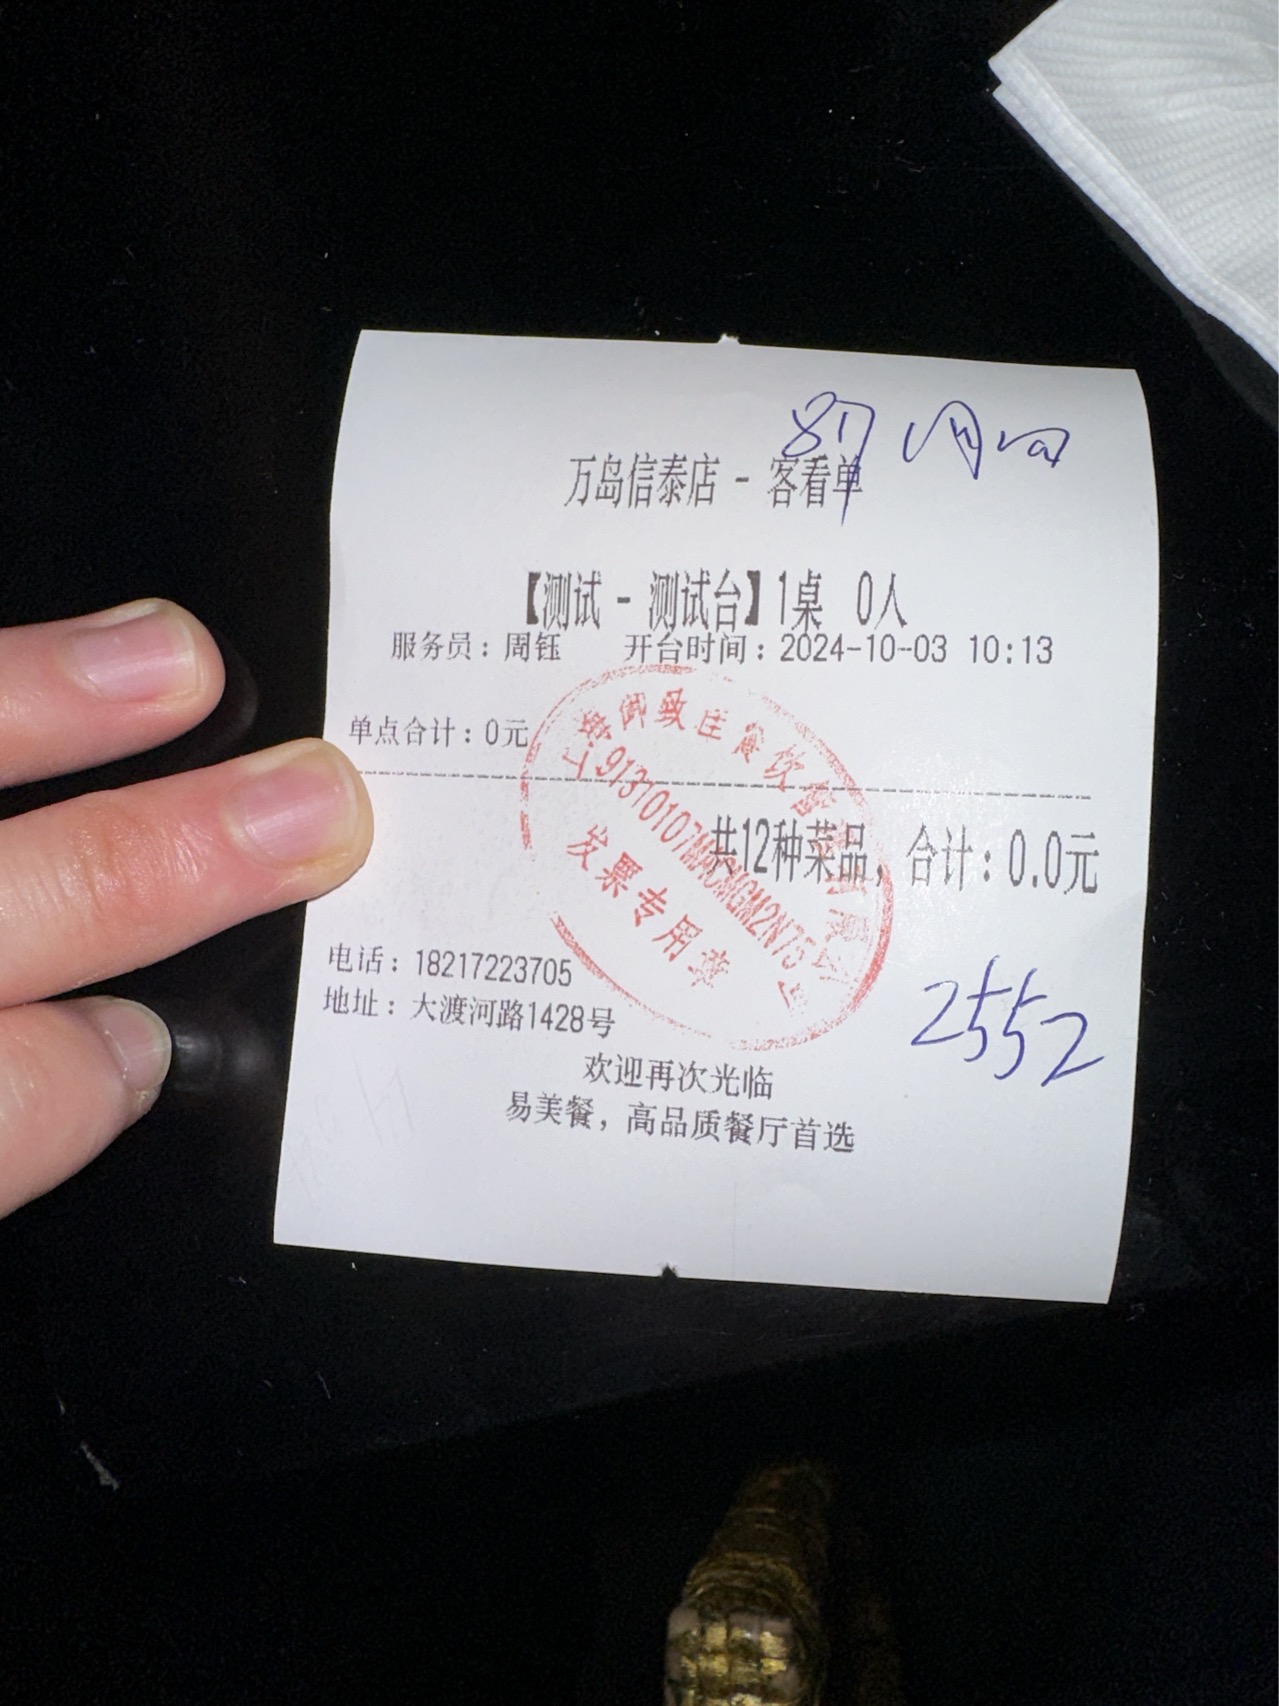 万岛信泰店 - 客看单
【测试 - 测试台】1桌 0人
服务员：周钰 开台时间：2024-10-03 10:13
单点合计：0元
共12种菜品，合计：0.0元
91310107MACMGM2N75
发票专用章
2552
电话：18217223705
地址：大渡河路1428号
欢迎再次光临
易美餐，高品质餐厅首选